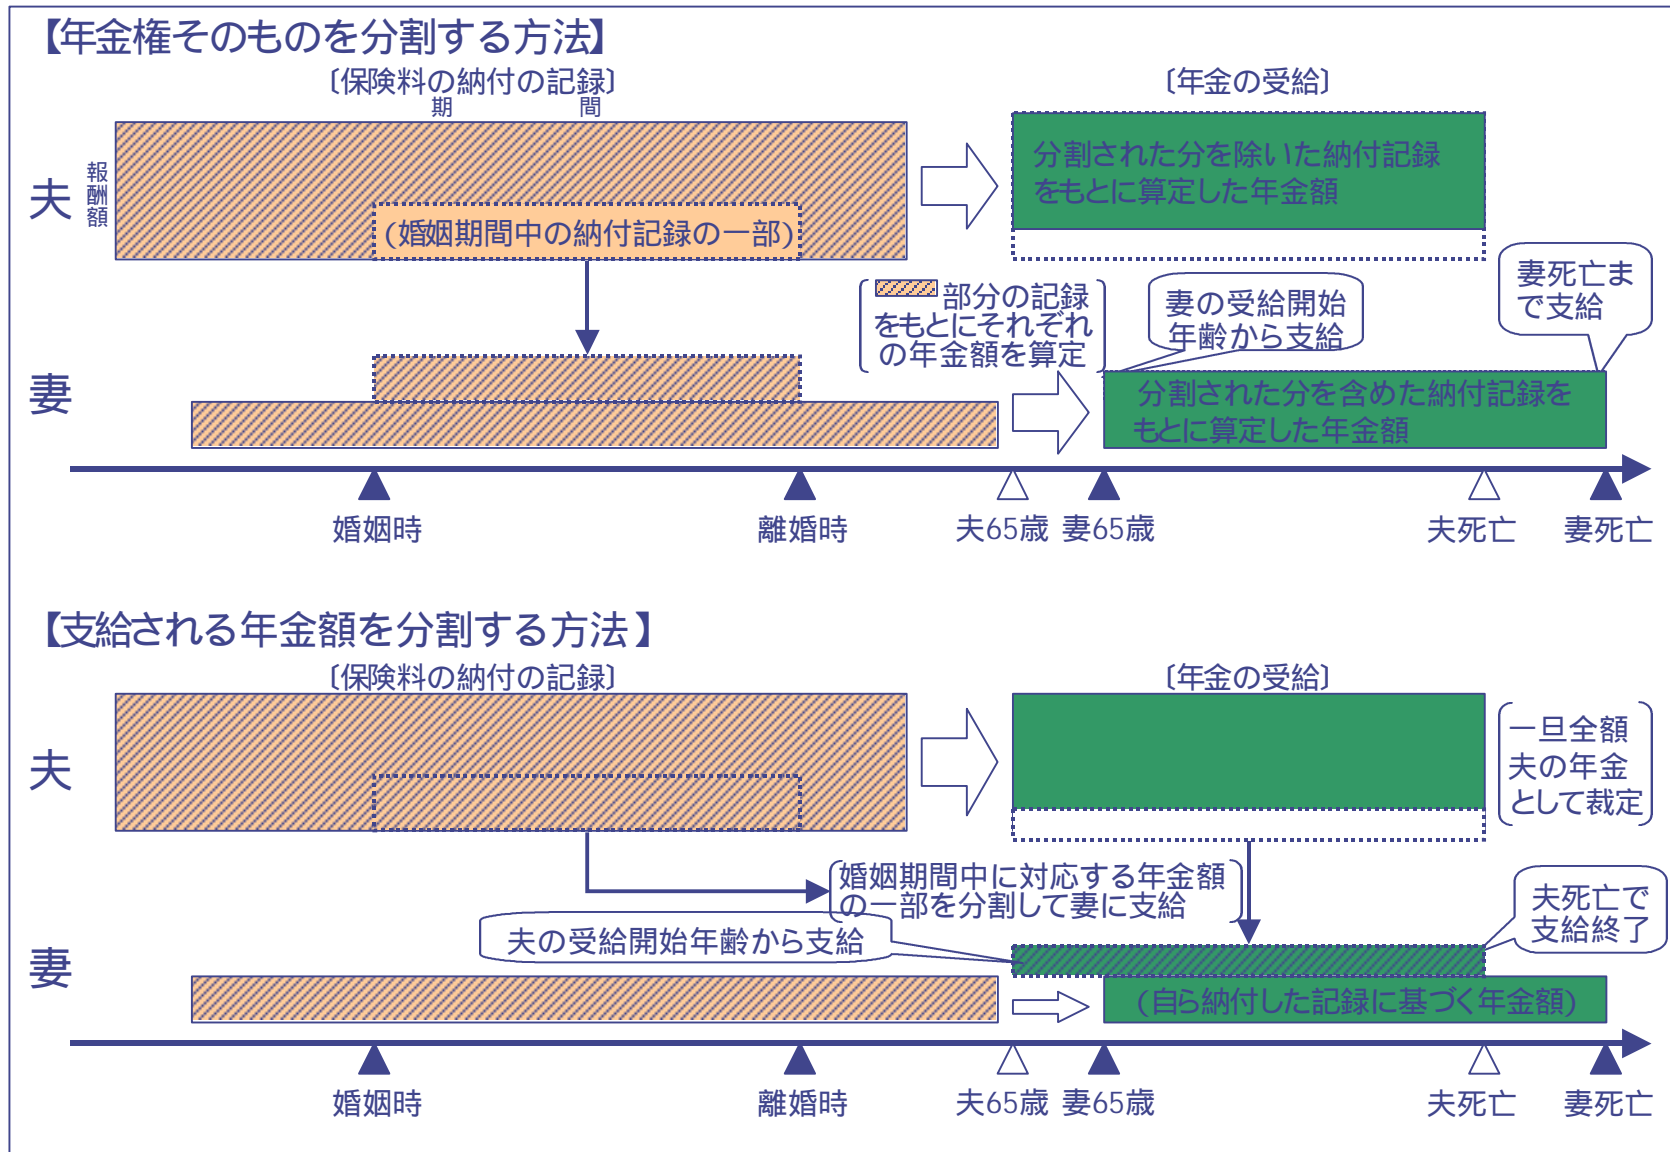 【年金権そのものを分割する方法】
〔保険料の納付の記録〕
〔年金の受給〕
期 間
夫
報酬額
(婚姻期間中の納付記録の一部)
分割された分を除いた納付記録
をもとに算定した年金額
部分の記録
をもとにそれぞれ
の年金額を算定
妻の受給開始
年齢から支給
妻死亡ま
で支給
妻
分割された分を含めた納付記録を
もとに算定した年金額
婚姻時 離婚時 夫65歳 妻65歳 夫死亡 妻死亡
【支給される年金額を分割する方法】
〔保険料の納付の記録〕
〔年金の受給〕
夫
一旦全額
夫の年金
として裁定
婚姻期間中に対応する年金額
の一部を分割して妻に支給
夫の受給開始年齢から支給
夫死亡で
支給終了
妻
(自ら納付した記録に基づく年金額)
婚姻時 離婚時 夫65歳 妻65歳 夫死亡 妻死亡